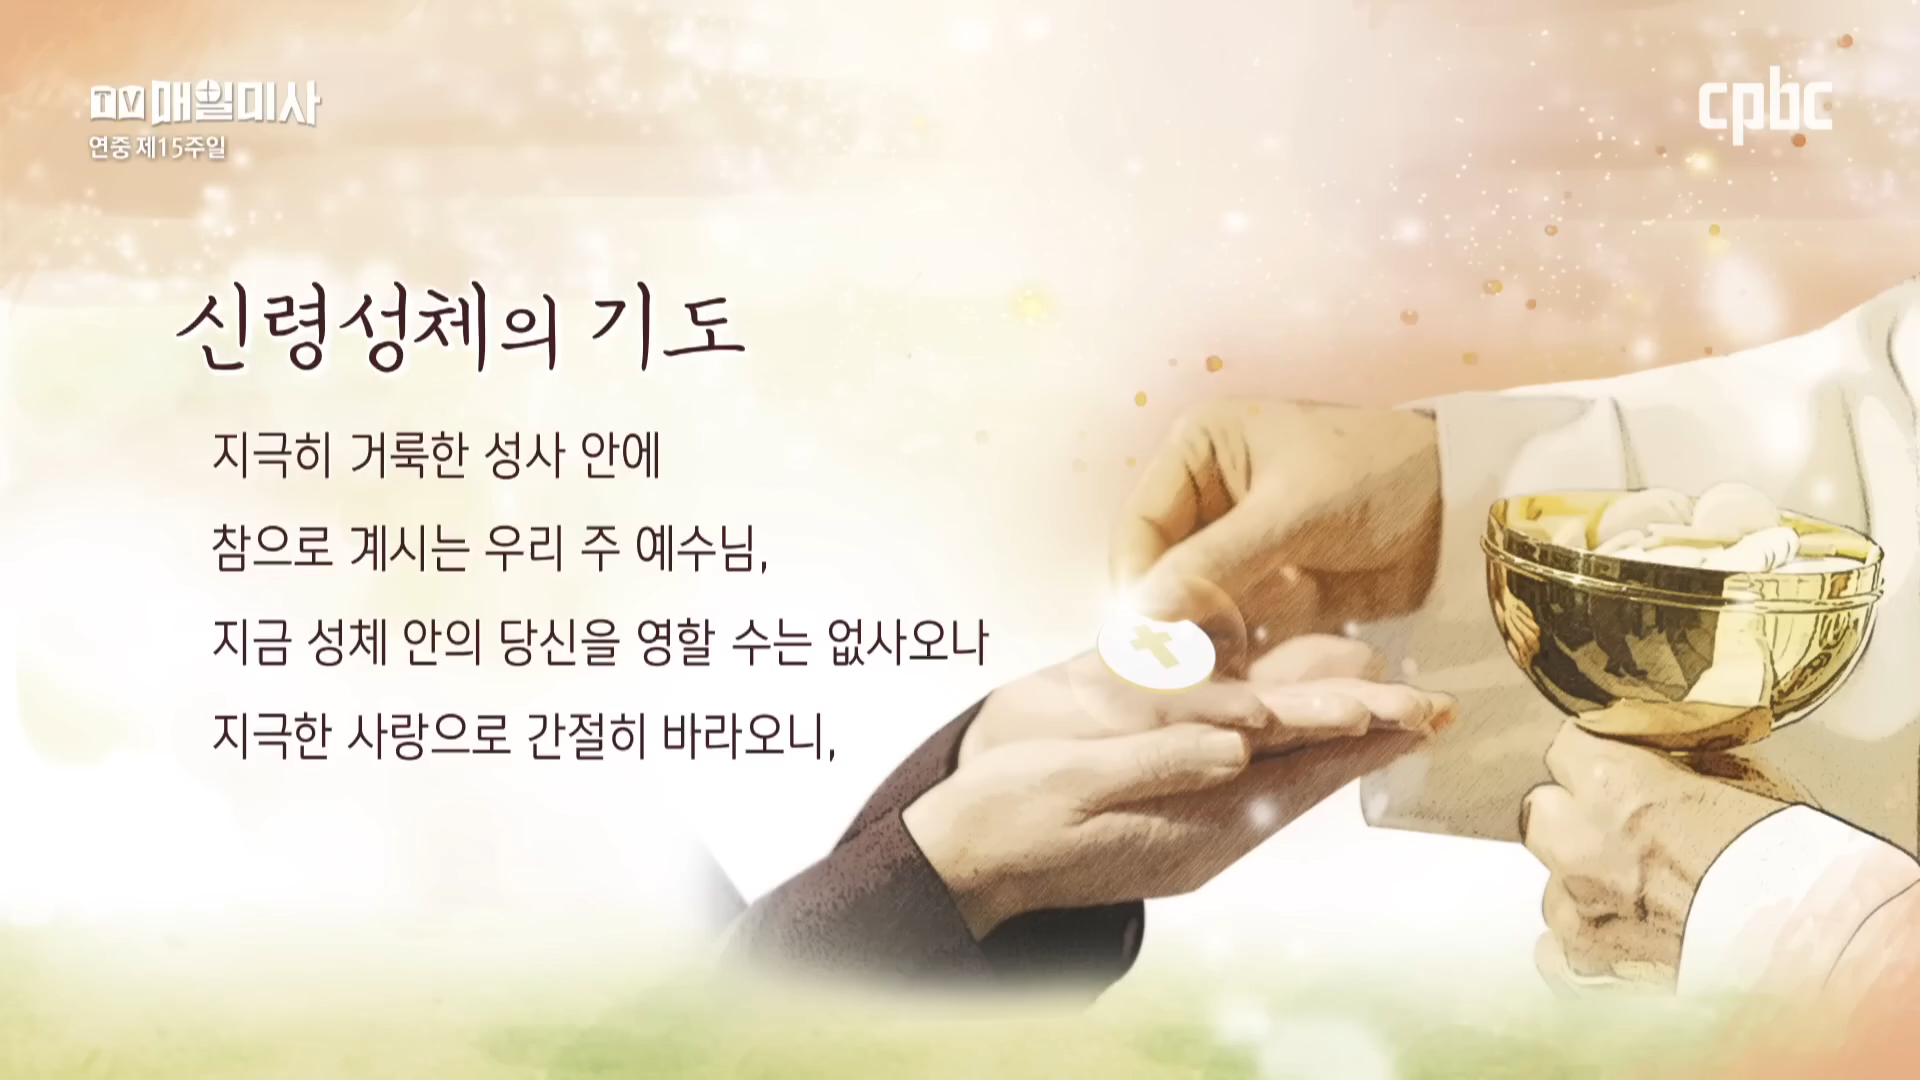 TV매일미사
연중 제15주일
cpbc
신령성체의 기도
지극히 거룩한 성사 안에
참으로 계시는 우리 주 예수님,
지금 성체 안의 당신을 영할 수는 없사오나
지극한 사랑으로 간절히 바라오니,